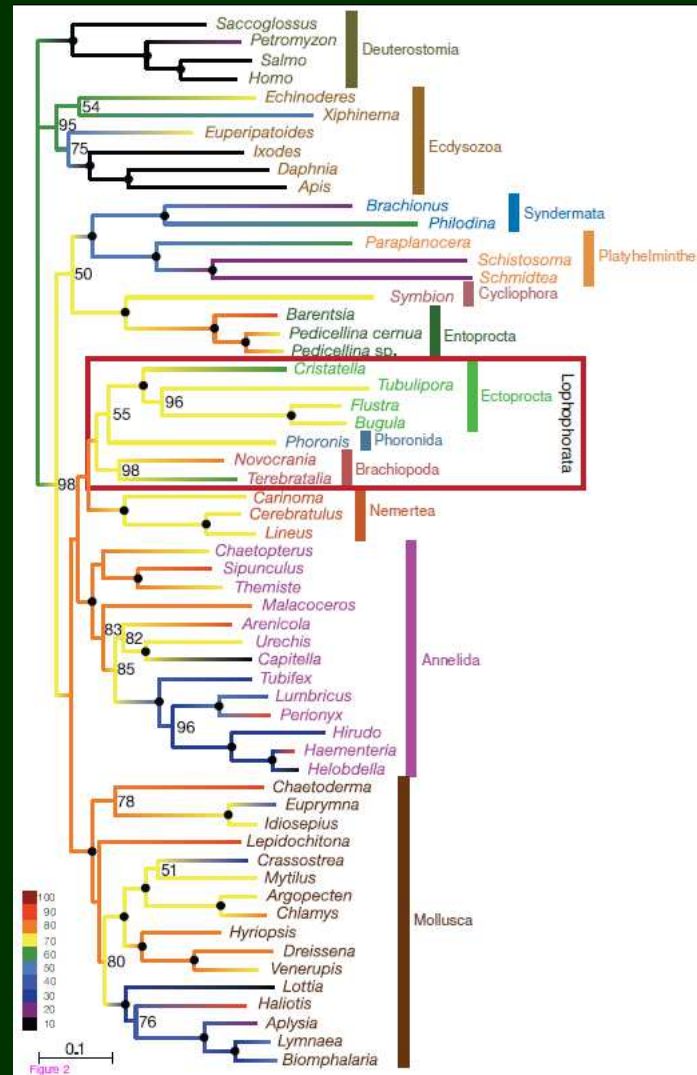 Saccoglossus
Petromyzon
Salmo
Homo
Deuterostomia
Echinoderes
54
Xiphinema
95
Euperipatoides
75
Ixodes
Daphnia
Apis
Ecdysozoa
Brachionus
Philodina
Syndermata
Paraplanocera
Schistosoma
Schmidtea
Platyhelminthe
50
Symbion
Cycliophora
Barentsia
Pedicellina cernua
Pedicellina sp.
Entoprocta
Cristatella
Tubulipora
96
Flustra
Bugula
Ectoprocta
55
Phoronis
Phoronida
Novocrania
98
Terebratalia
Brachiopoda
Lophophorata
98
Carinoma
Cerebratulus
Lineus
Nemertea
Chaetopterus
Sipunculus
Themiste
Malacoceros
83
Arenicola
82
Urechis
85
Capitella
Tubifex
Lumbricus
Perionyx
96
Hirudo
Haementeria
Helobdella
Annelida
Chaetoderma
78
Euprymna
Idiosepius
Lepidochitona
Crassostrea
51
Mytilus
Argopecten
Chlamys
Hyriopsis
80
Dreissena
Venerupis
Lottia
Haliotis
76
Aplysia
Lymnaea
Biomphalaria
Mollusca
100
90
80
70
60
50
40
30
20
10
0.1
Figure 2